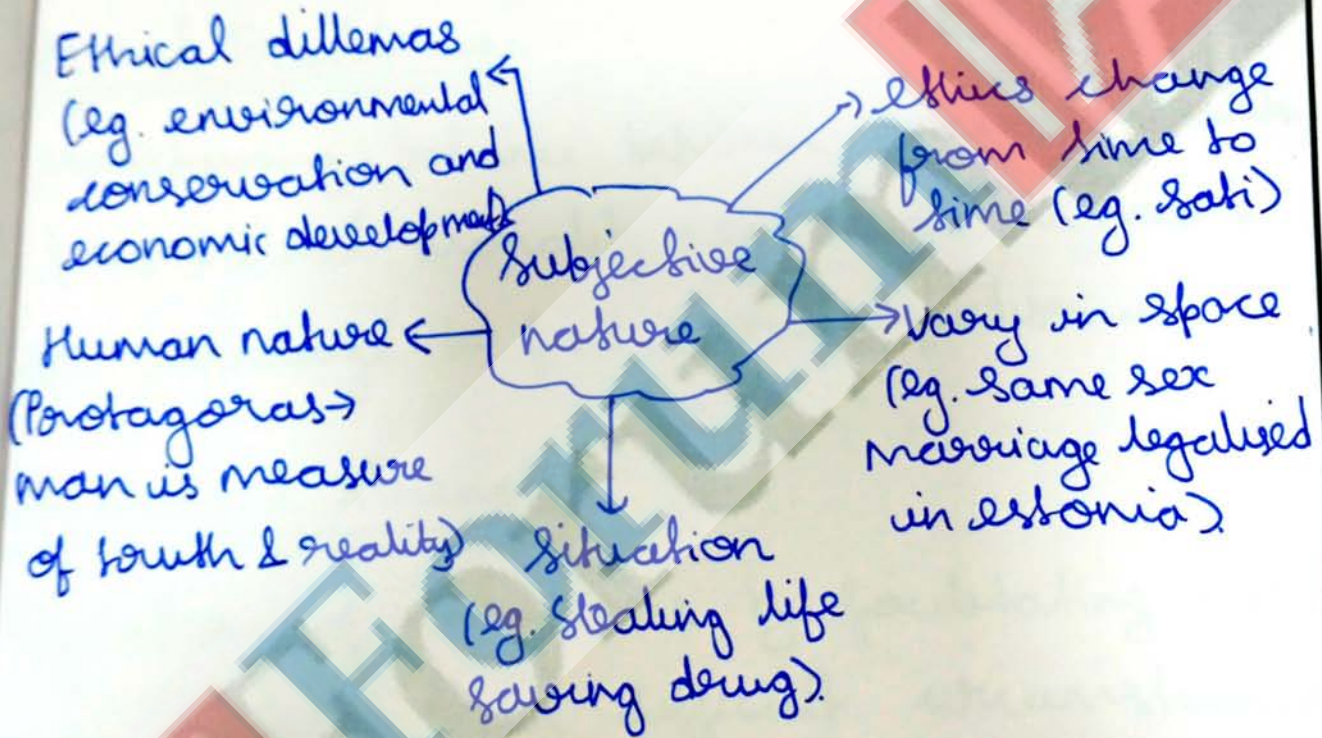 Ethical dillemas
(eg. environmental
conservation and
economic development)
Human nature
(Protagoras→
man is measure
of truth & reality)
Subjective
nature
Situation
(eg. stealing life
saving drug).
ethics change
from time to
time (eg. Sati)
Vary in space
(eg. same sex
marriage legalised
in estonia).
Forum